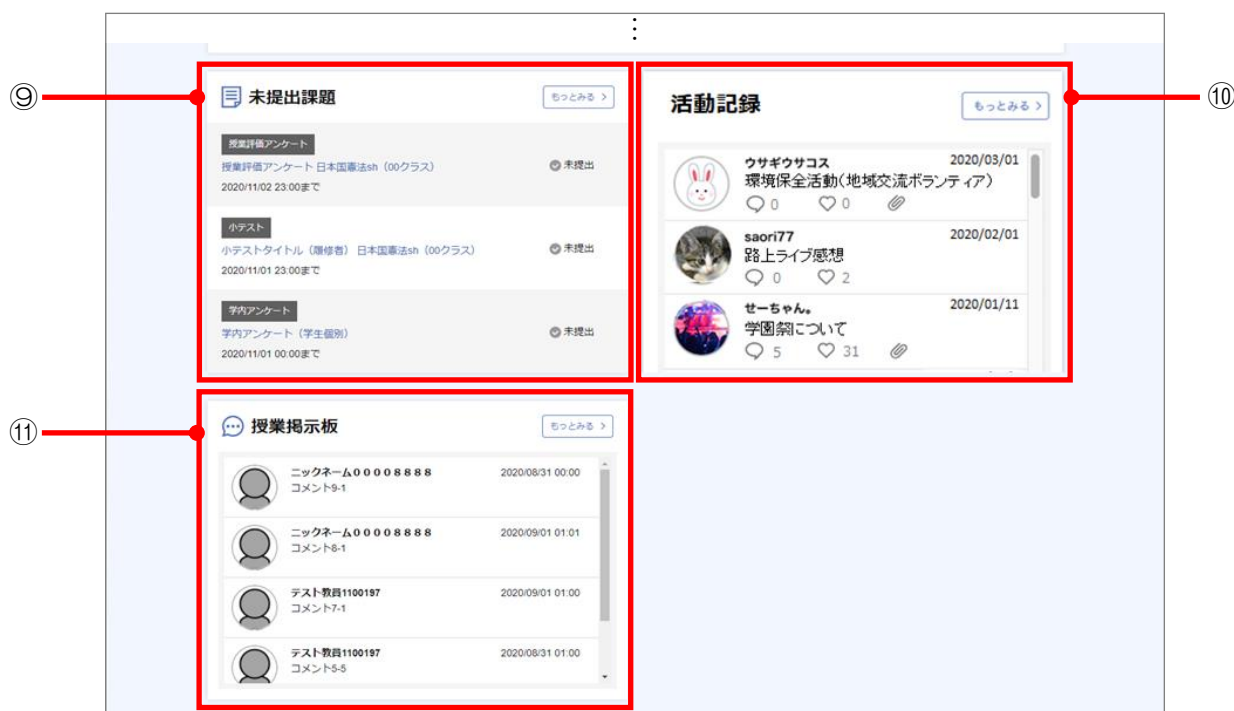 ⋮
⑨
未提出課題
もっとみる >
授業評価アンケート
授業評価アンケート 日本国憲法sh（00クラス）
未提出
2020/11/02 23:00まで
小テスト
小テストタイトル（履修者） 日本国憲法sh（00クラス）
未提出
2020/11/01 23:00まで
学内アンケート
学内アンケート（学生個別）
未提出
2020/11/01 00:00まで
⑩
活動記録
もっとみる >
ウサギウサコス 2020/03/01
環境保全活動(地域交流ボランティア)
0 0
saori77 2020/02/01
路上ライブ感想
0 2
せーちゃん。 2020/01/11
学園祭について
5 31
⑪
授業掲示板
もっとみる >
ニックネーム００００８８８８ 2020/08/31 00:00
コメント9-1
ニックネーム００００８８８８ 2020/09/01 01:01
コメント8-1
テスト教員1100197 2020/09/01 01:00
コメント7-1
テスト教員1100197 2020/08/31 01:00
コメント5-5